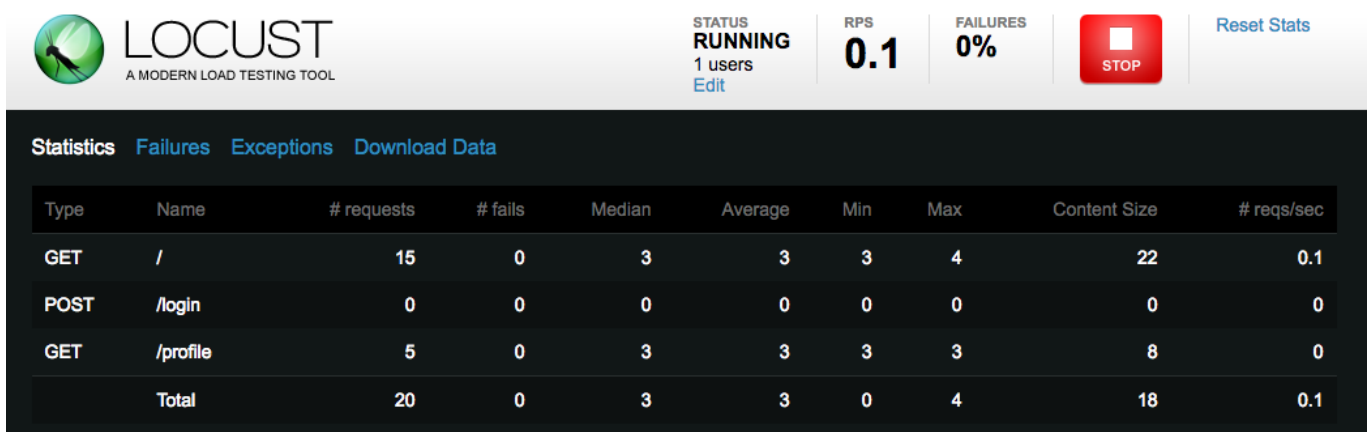 LOCUST
A MODERN LOAD TESTING TOOL
STATUS
RUNNING
1 users
Edit
RPS
0.1
FAILURES
0%
STOP
Reset Stats
Statistics Failures Exceptions Download Data
Type Name # requests # fails Median Average Min Max Content Size # reqs/sec
GET / 15 0 3 3 3 4 22 0.1
POST /login 0 0 0 0 0 0 0 0
GET /profile 5 0 3 3 3 3 8 0
Total 20 0 3 3 0 4 18 0.1